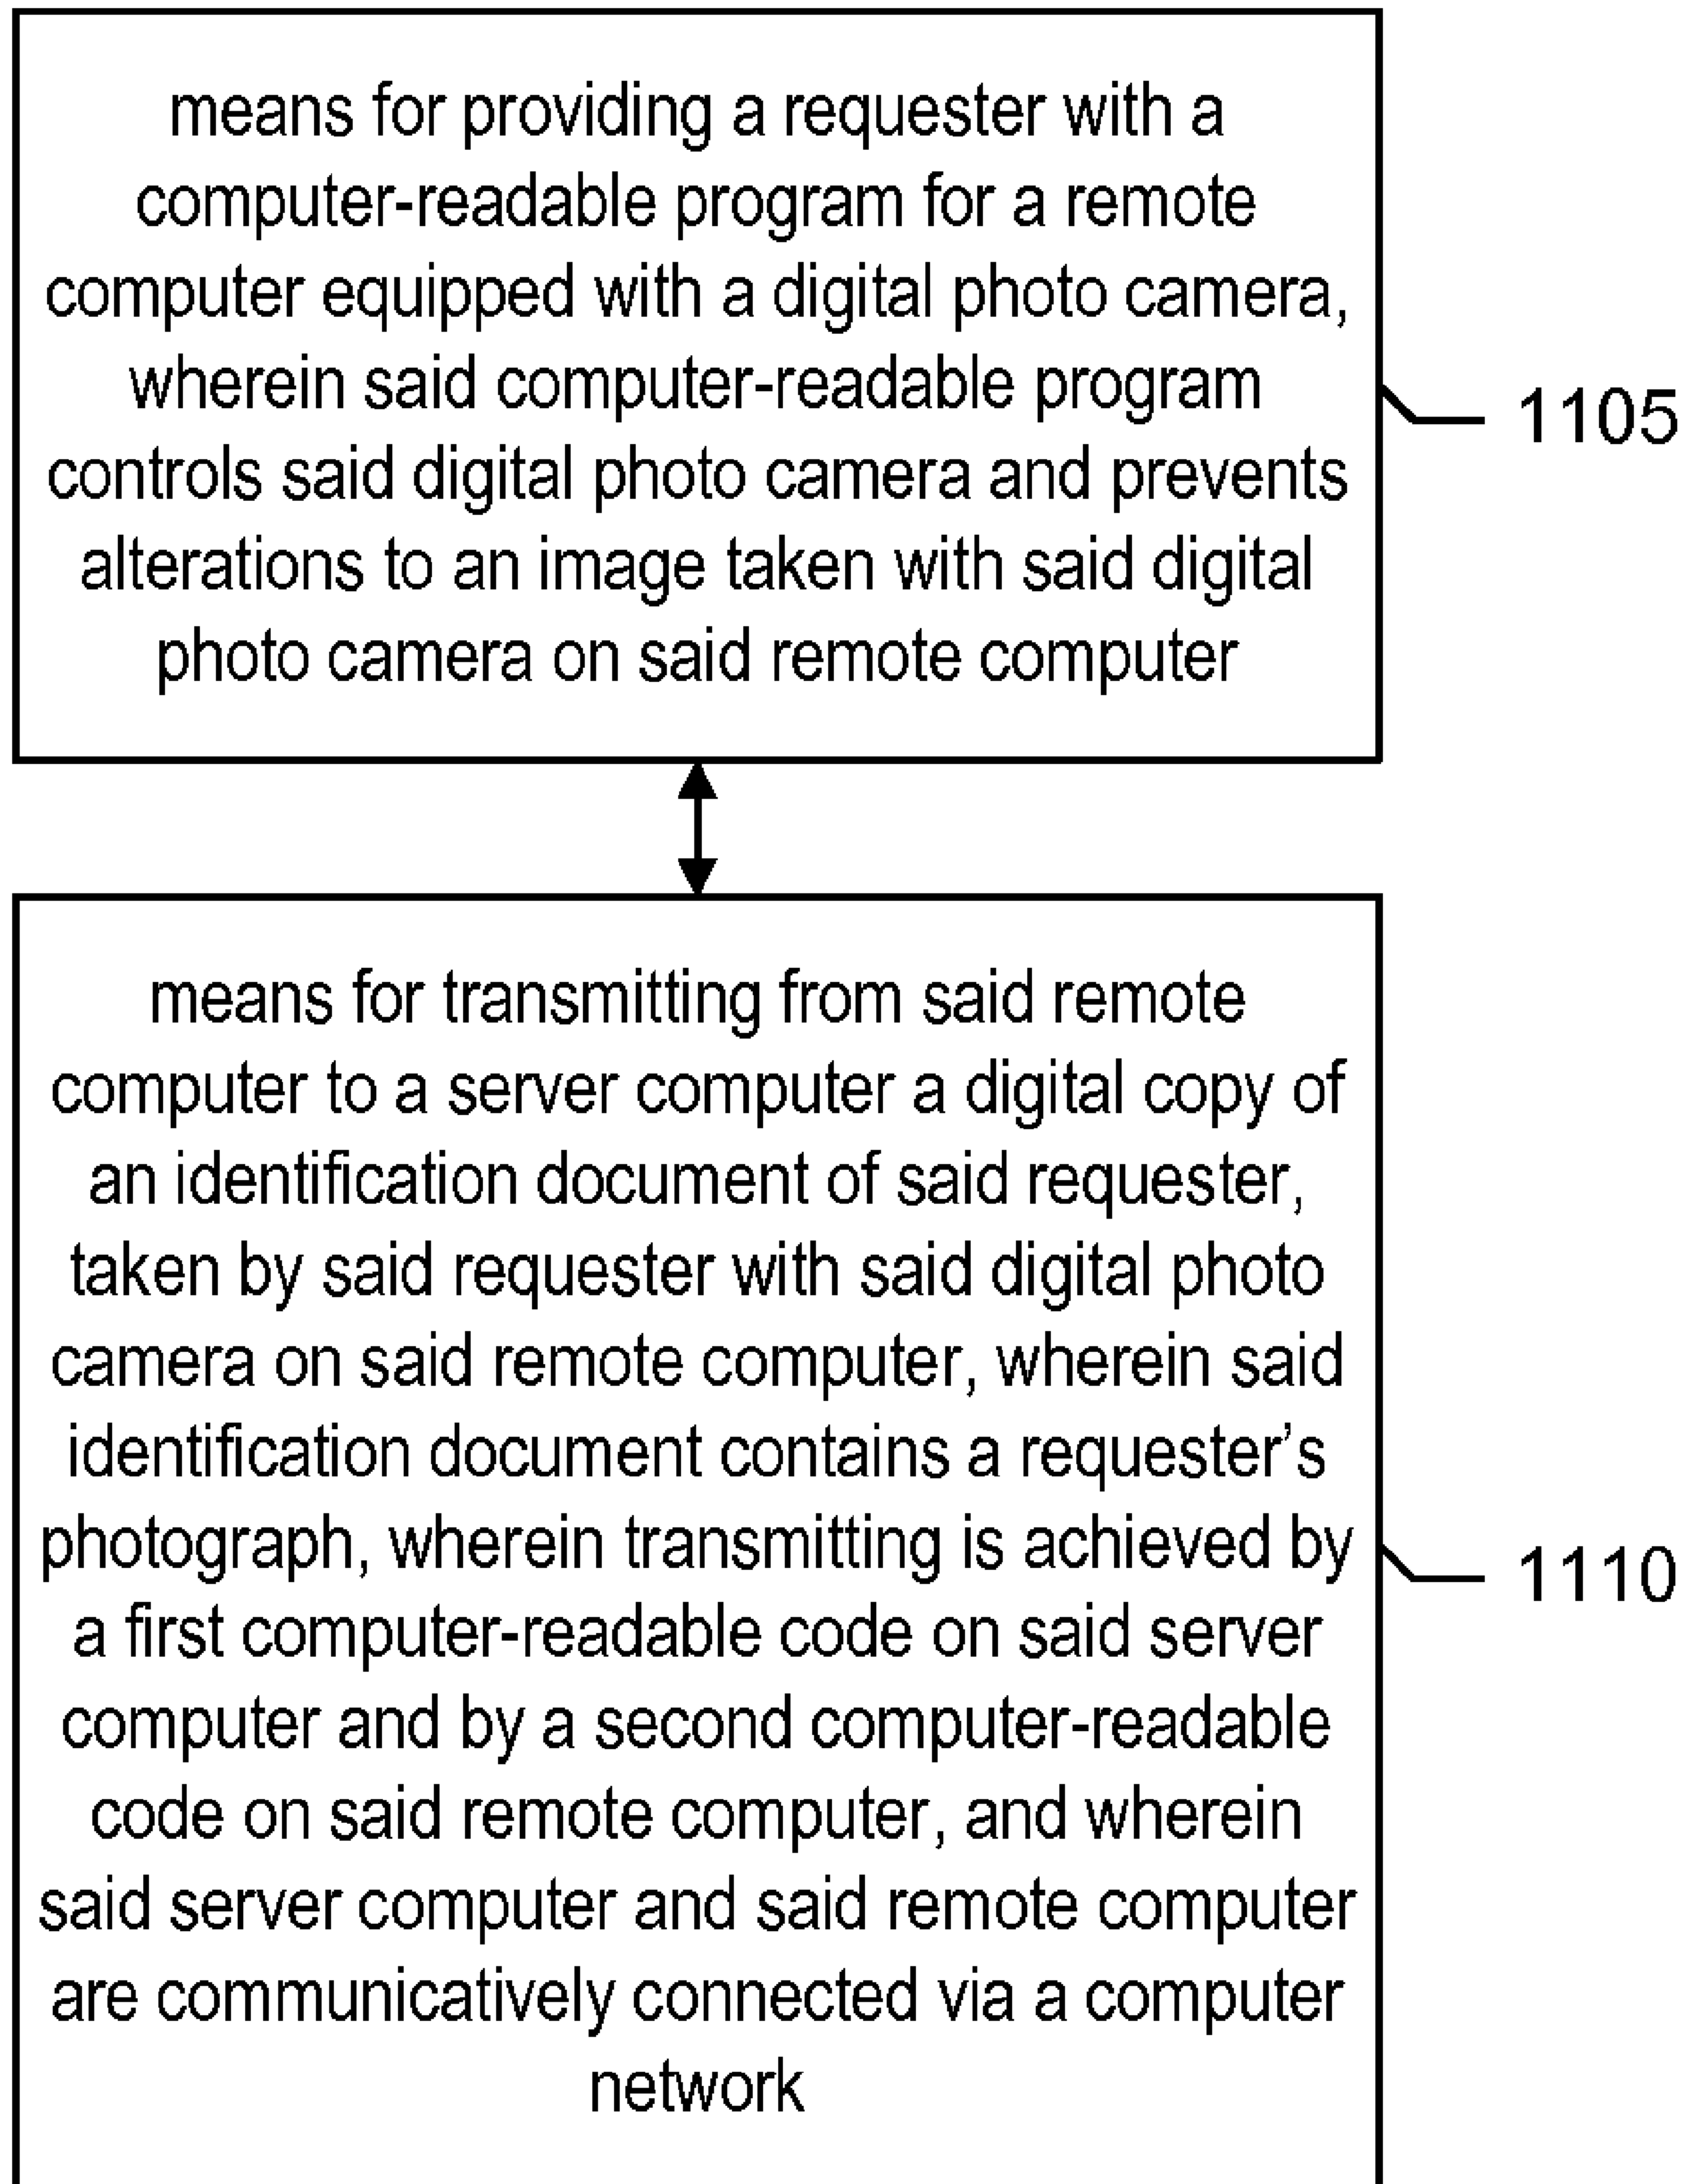 means for providing a requester with a
computer-readable program for a remote
computer equipped with a digital photo camera,
wherein said computer-readable program
controls said digital photo camera and prevents
alterations to an image taken with said digital
photo camera on said remote computer
1105
means for transmitting from said remote
computer to a server computer a digital copy of
an identification document of said requester,
taken by said requester with said digital photo
camera on said remote computer, wherein said
identification document contains a requester’s
photograph, wherein transmitting is achieved by
a first computer-readable code on said server
computer and by a second computer-readable
code on said remote computer, and wherein
said server computer and said remote computer
are communicatively connected via a computer
network
1110